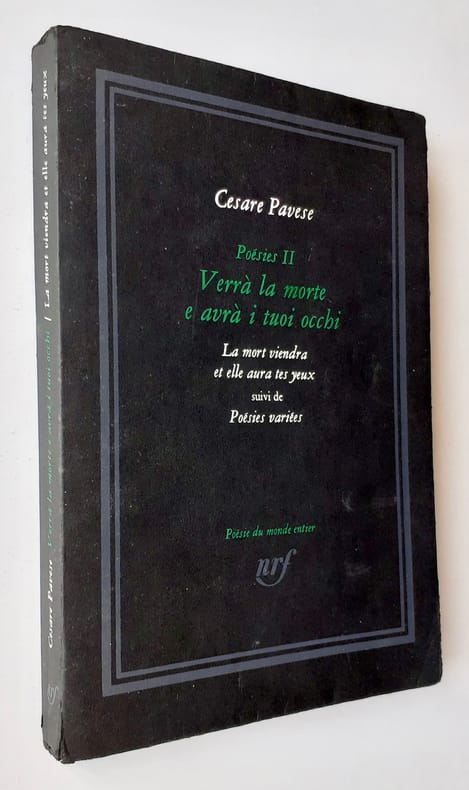 Cesare Pavese
Poésies II
Verrà la morte
e avrà i tuoi occhi
La mort viendra
et elle aura tes yeux
suivi de
Poésies variées
Poésie du monde entier
nrf
Cesare Pavese Verrà la morte e avrà i tuoi occhi | La mort viendra et elle aura tes yeux
nrf